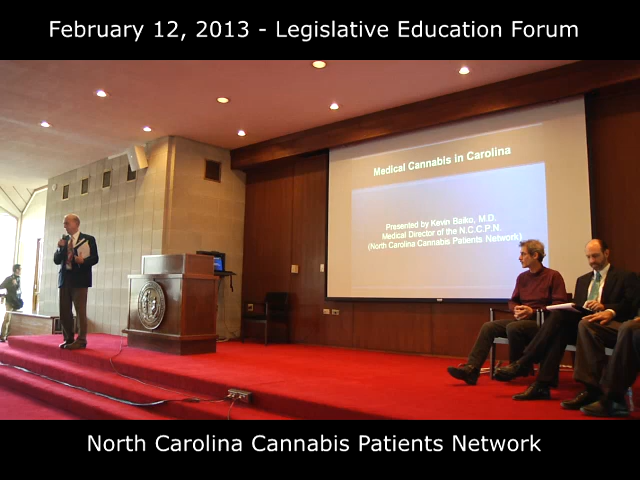 February 12, 2013 - Legislative Education Forum
Medical Cannabis in Carolina
Presented by Kevin Baiko, M.D.
Medical Director of the N.C.C.P.N.
(North Carolina Cannabis Patients Network)
North Carolina Cannabis Patients Network